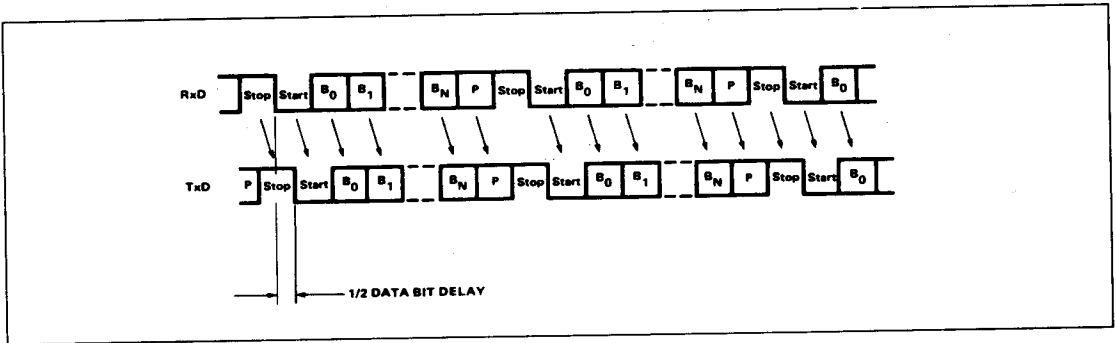 RxD Stop Start B0 B1 BN P Stop Start B0 B1 BN P Stop Start B0
TxD P Stop Start B0 B1 BN P Stop Start B0 B1 BN P Stop Start B0
1/2 DATA BIT DELAY